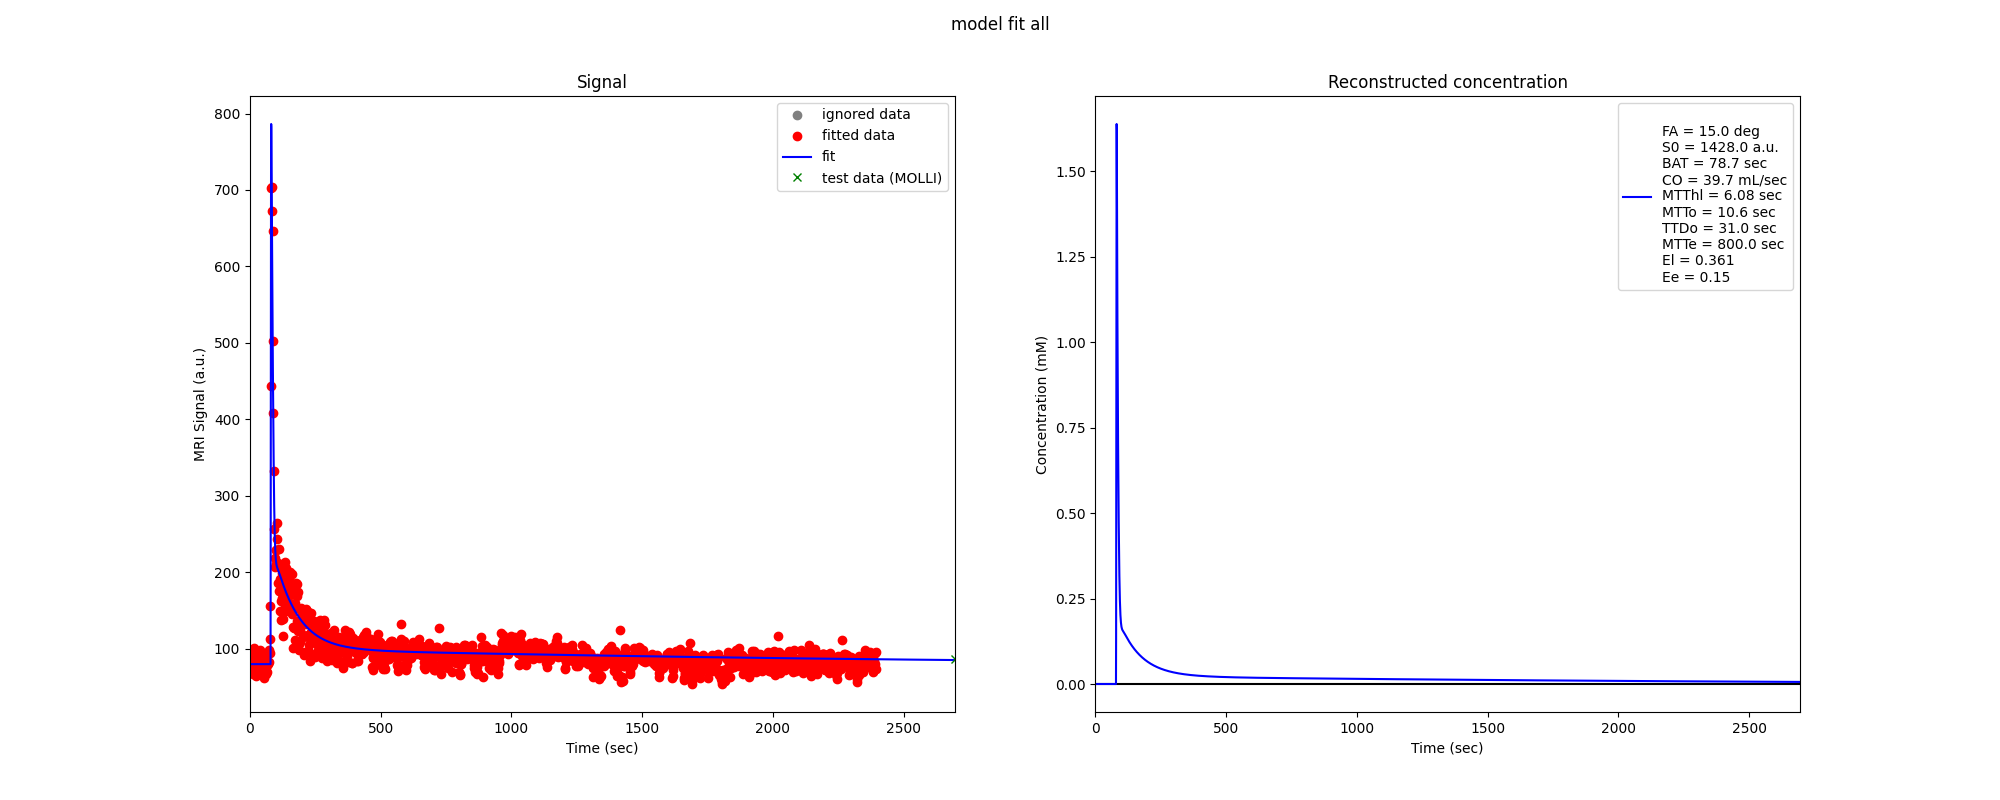 model fit all
Signal
800
700
600
500
400
300
200
100
MRI Signal (a.u.)
0
500
1000
1500
2000
2500
Time (sec)
ignored data
fitted data
fit
test data (MOLLI)
Reconstructed concentration
1.50
1.25
1.00
0.75
0.50
0.25
0.00
Concentration (mM)
0
500
1000
1500
2000
2500
Time (sec)
FA = 15.0 deg
S0 = 1428.0 a.u.
BAT = 78.7 sec
CO = 39.7 mL/sec
MTThl = 6.08 sec
MTTo = 10.6 sec
TTDo = 31.0 sec
MTTe = 800.0 sec
El = 0.361
Ee = 0.15